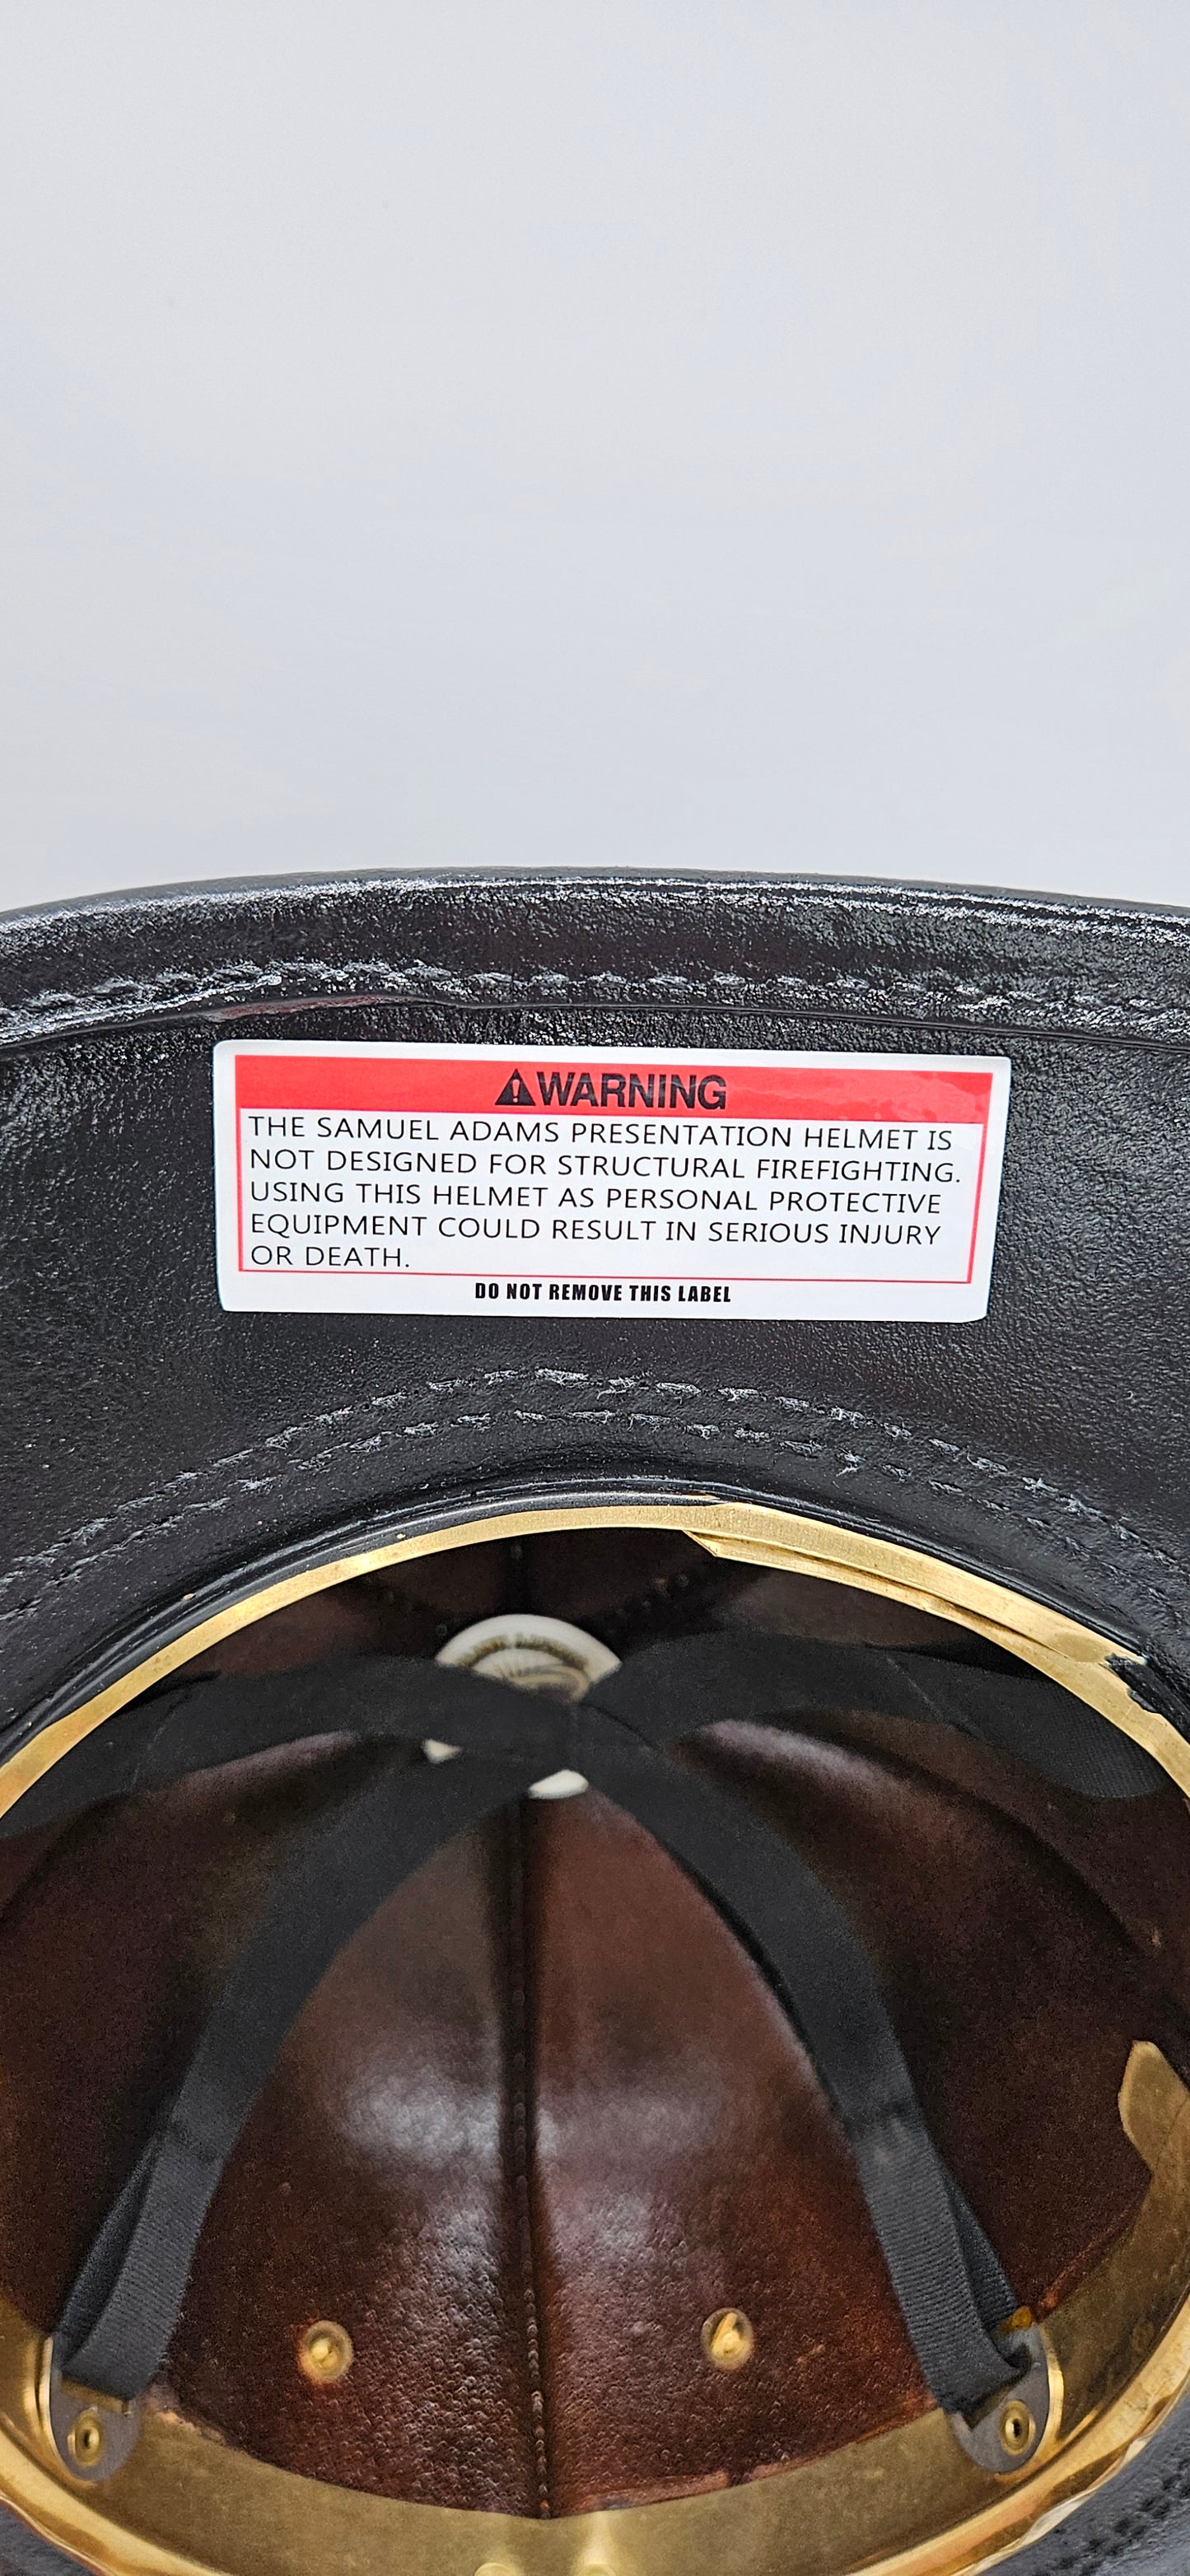 ⚠WARNING
THE SAMUEL ADAMS PRESENTATION HELMET IS
NOT DESIGNED FOR STRUCTURAL FIREFIGHTING.
USING THIS HELMET AS PERSONAL PROTECTIVE
EQUIPMENT COULD RESULT IN SERIOUS INJURY
OR DEATH.
DO NOT REMOVE THIS LABEL